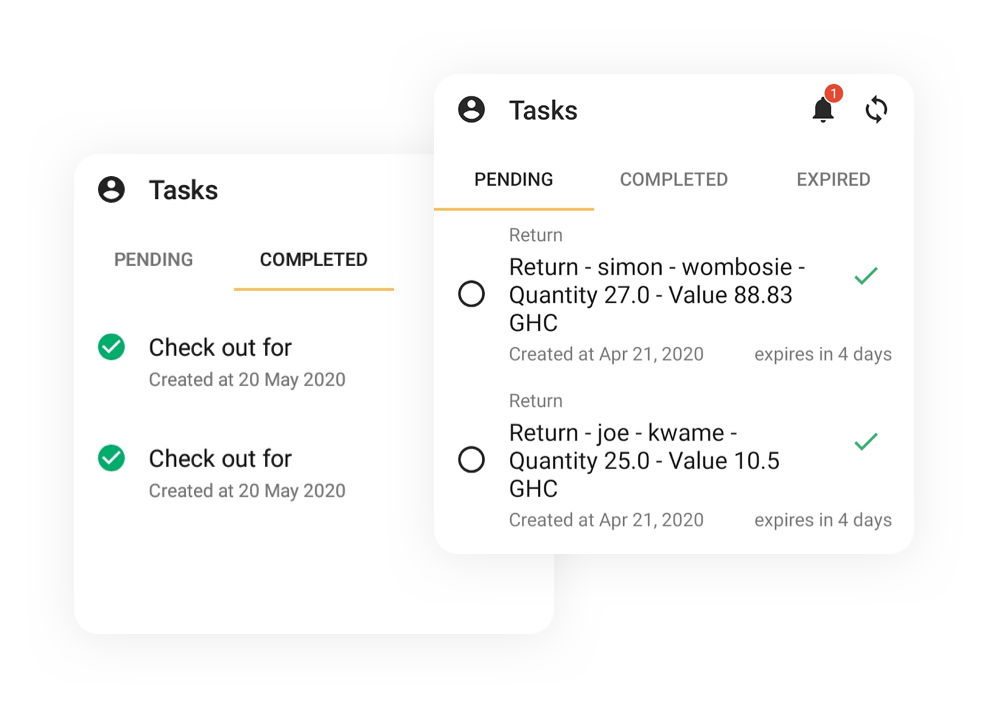 Tasks
PENDING
COMPLETED
Check out for
Created at 20 May 2020
Check out for
Created at 20 May 2020
Tasks
1
PENDING
COMPLETED
EXPIRED
Return
Return - simon - wombosie -
Quantity 27.0 - Value 88.83
GHC
Created at Apr 21, 2020
expires in 4 days
Return
Return - joe - kwame -
Quantity 25.0 - Value 10.5
GHC
Created at Apr 21, 2020
expires in 4 days